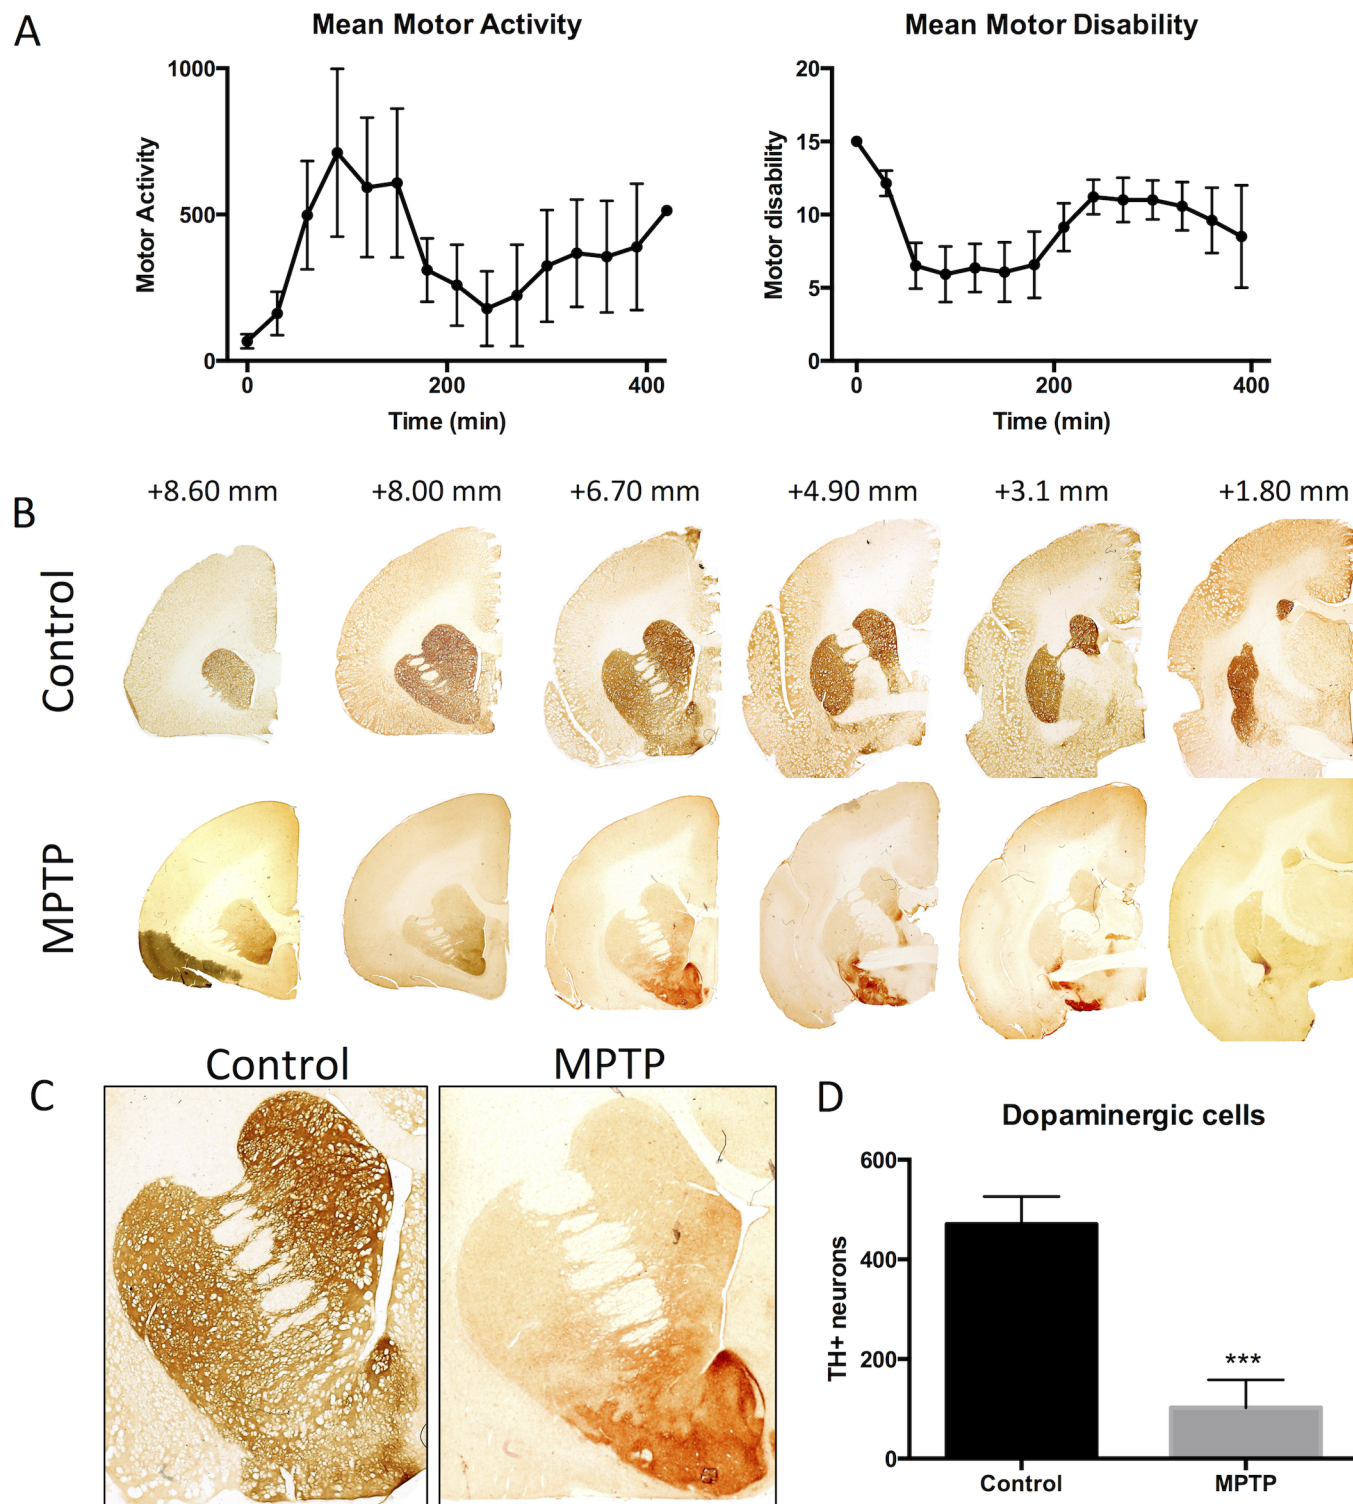 A
Mean Motor Activity
Motor Activity
1000
500
0
0 200 400
Time (min)
Mean Motor Disability
Motor disability
20
15
10
5
0
0 200 400
Time (min)
B
+8.60 mm +8.00 mm +6.70 mm +4.90 mm +3.1 mm +1.80 mm
Control
MPTP
C
Control MPTP
D
Dopaminergic cells
TH+ neurons
600
400
200
0
***
Control MPTP